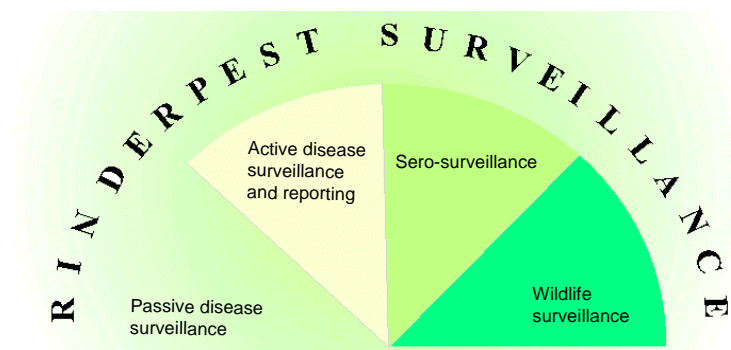 RINDERPEST SURVEILLANCE
Active disease
surveillance
and reporting
Sero-surveillance
Passive disease
surveillance
Wildlife
surveillance